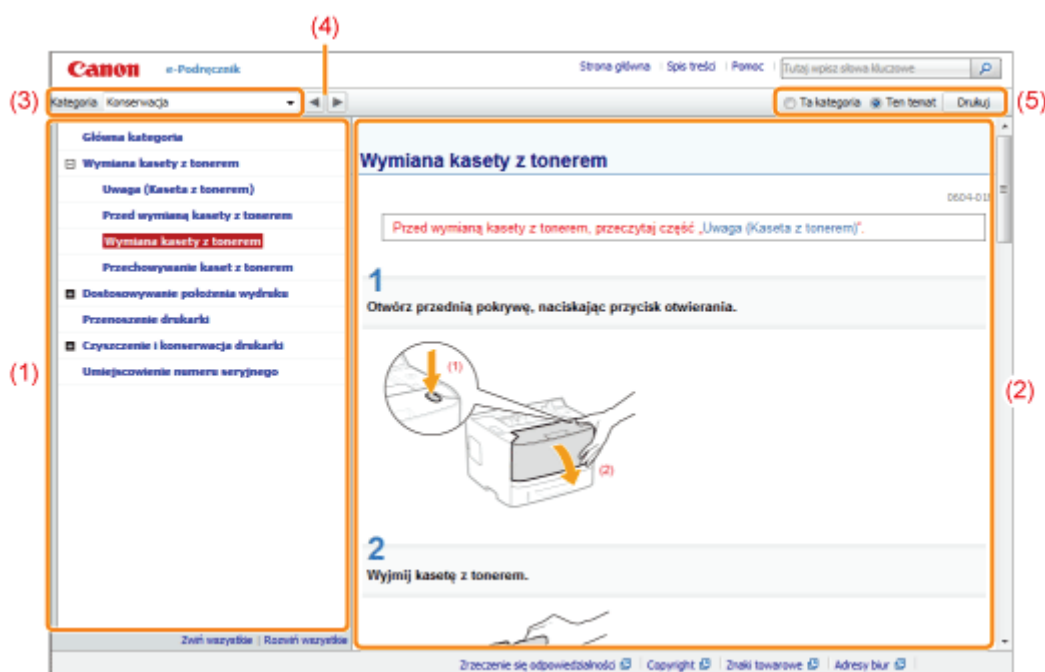 (4)
Canon e-Podręcznik Strona główna Spis treści Pomoc Tutaj wpisz słowa kluczowe
(3) Kategoria Konserwacja Ta kategoria Ten temat Drukuj (5)
Główna kategoria
Wymiana kasety z tonerem
Uwaga (Kaseta z tonerem)
Przed wymianą kasety z tonerem
Wymiana kasety z tonerem
Przechowywanie kaset z tonerem
Dostosowywanie położenia wydruku
Przenoszenie drukarki
Czyszczenie i konserwacja drukarki
Umiejscowienie numeru seryjnego
(1)
Zwiń wszystkie | Rozwiń wszystkie
Wymiana kasety z tonerem
Przed wymianą kasety z tonerem, przeczytaj część „Uwaga (Kaseta z tonerem)”.
1
Otwórz przednią pokrywę, naciskając przycisk otwierania.
(1)
(2)
(2)
2
Wyjmij kasetę z tonerem.
Zrzeczenie się odpowiedzialności Copyright Znaki towarowe Adresy biur